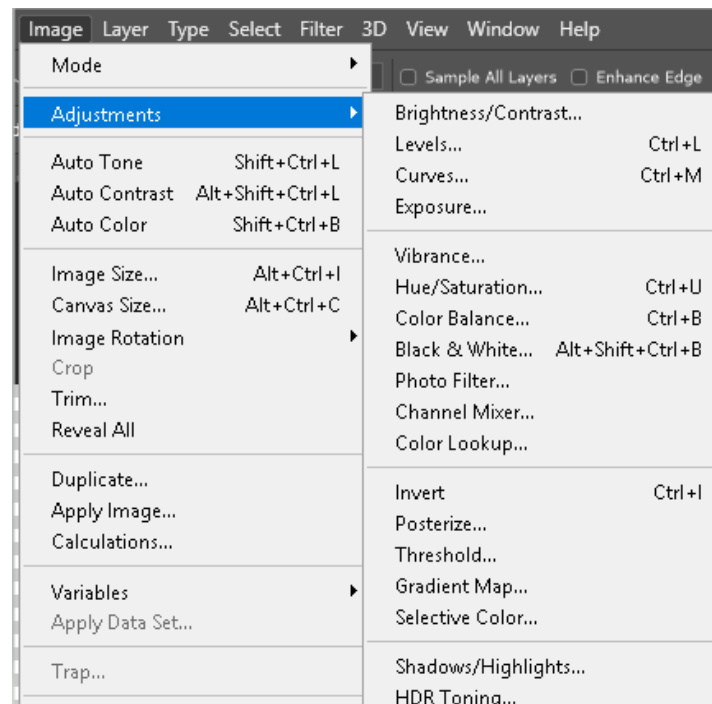 Image Layer Type Select Filter 3D View Window Help
Sample All Layers Enhance Edge
Mode
Adjustments
Auto Tone Shift+Ctrl+L
Auto Contrast Alt+Shift+Ctrl+L
Auto Color Shift+Ctrl+B
Image Size... Alt+Ctrl+I
Canvas Size... Alt+Ctrl+C
Image Rotation
Crop
Trim...
Reveal All
Duplicate...
Apply Image...
Calculations...
Variables
Apply Data Set...
Trap...
Brightness/Contrast...
Levels... Ctrl+L
Curves... Ctrl+M
Exposure...
Vibrance...
Hue/Saturation... Ctrl+U
Color Balance... Ctrl+B
Black & White... Alt+Shift+Ctrl+B
Photo Filter...
Channel Mixer...
Color Lookup...
Invert Ctrl+I
Posterize...
Threshold...
Gradient Map...
Selective Color...
Shadows/Highlights...
HDR Toning...